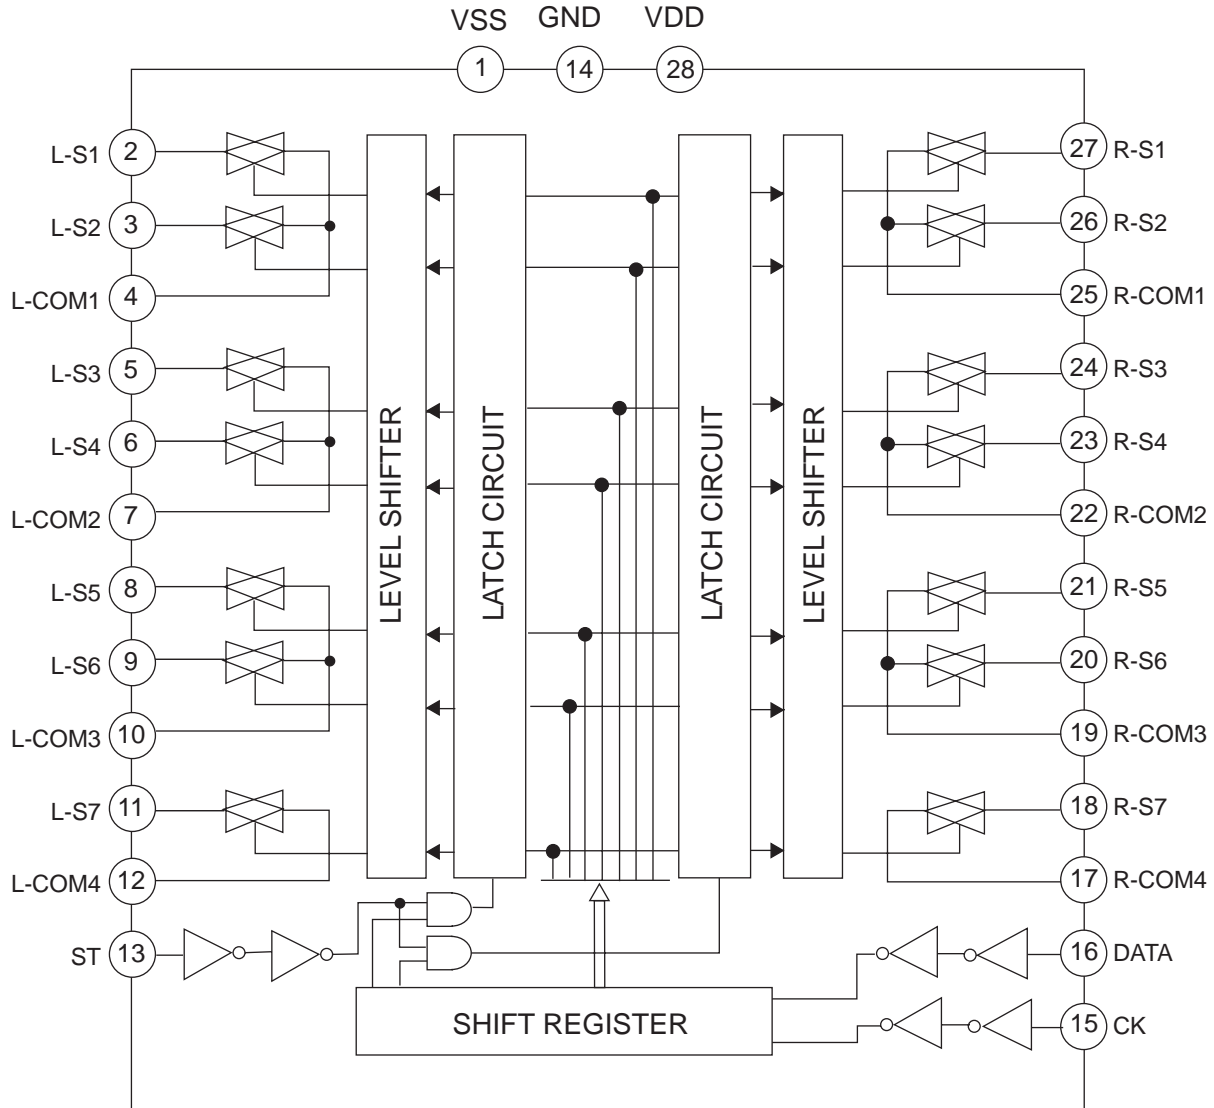 VSS GND VDD
1 14 28
L-S1 2 27 R-S1
L-S2 3 26 R-S2
L-COM1 4 25 R-COM1
L-S3 5 24 R-S3
L-S4 6 23 R-S4
L-COM2 7 22 R-COM2
L-S5 8 21 R-S5
L-S6 9 20 R-S6
L-COM3 10 19 R-COM3
L-S7 11 18 R-S7
L-COM4 12 17 R-COM4
LEVEL SHIFTER
LATCH CIRCUIT
LATCH CIRCUIT
LEVEL SHIFTER
ST 13 16 DATA
SHIFT REGISTER
15 CK